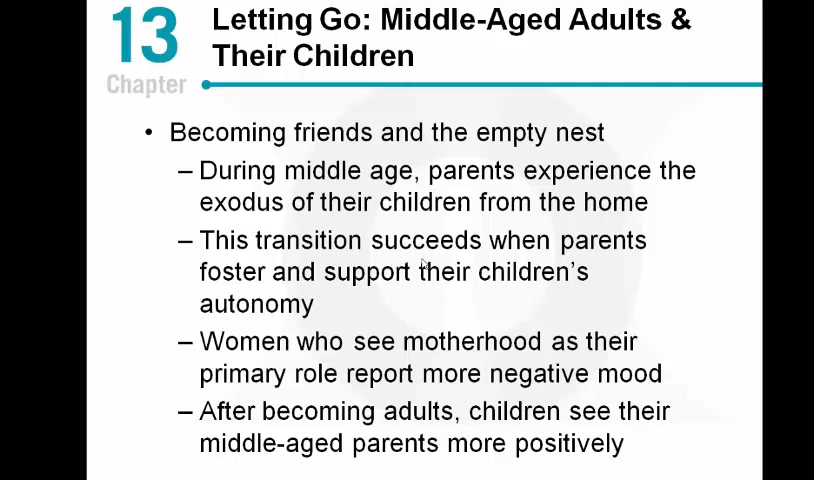 13
Chapter
Letting Go: Middle-Aged Adults &
Their Children
• Becoming friends and the empty nest
– During middle age, parents experience the
exodus of their children from the home
– This transition succeeds when parents
foster and support their children's
autonomy
– Women who see motherhood as their
primary role report more negative mood
– After becoming adults, children see their
middle-aged parents more positively